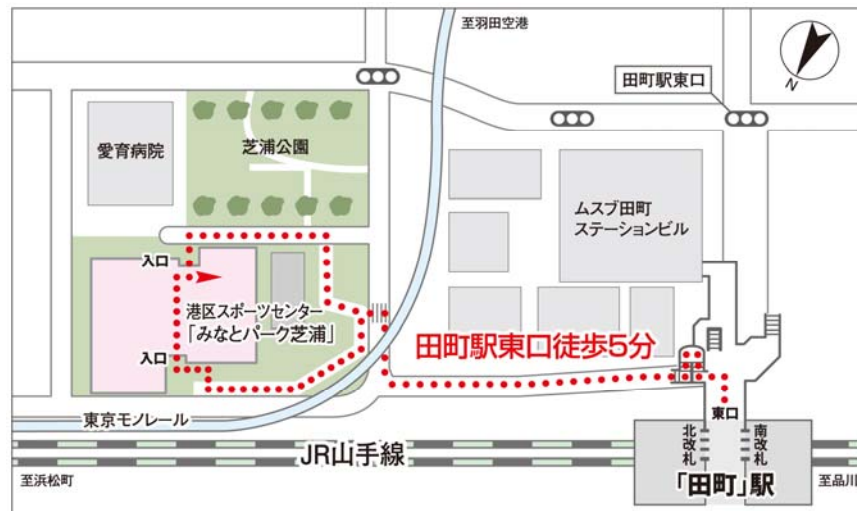 至羽田空港
N
田町駅東口
愛育病院
芝浦公園
ムスブ田町
ステーションビル
入口
港区スポーツセンター
「みなとパーク芝浦」
入口
田町駅東口徒歩5分
東京モノレール
東口
北改札
南改札
JR山手線
「田町」駅
至浜松町
至品川